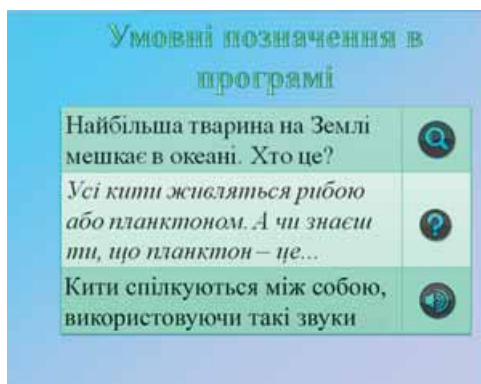 Умовні позначення в
програмі
Найбільша тварина на Землі
мешкає в океані. Хто це?
Усі кити живляться рибою
або планктоном. А чи знаєш
ти, що планктон – це...
Кити спілкуються між собою,
використовуючи такі звуки